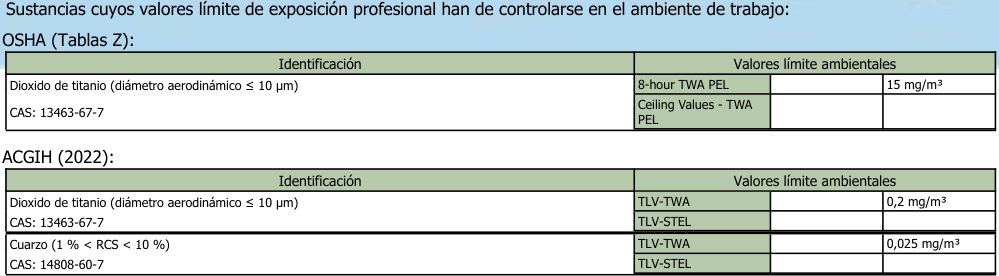 Sustancias cuyos valores límite de exposición profesional han de controlarse en el ambiente de trabajo:
OSHA (Tablas Z):
Identificación Valores límite ambientales
Dioxido de titanio (diámetro aerodinámico ≤ 10 µm) 8-hour TWA PEL 15 mg/m³
CAS: 13463-67-7 Ceiling Values - TWA
PEL
ACGIH (2022):
Identificación Valores límite ambientales
Dioxido de titanio (diámetro aerodinámico ≤ 10 µm) TLV-TWA 0,2 mg/m³
CAS: 13463-67-7 TLV-STEL
Cuarzo (1 % < RCS < 10 %) TLV-TWA 0,025 mg/m³
CAS: 14808-60-7 TLV-STEL